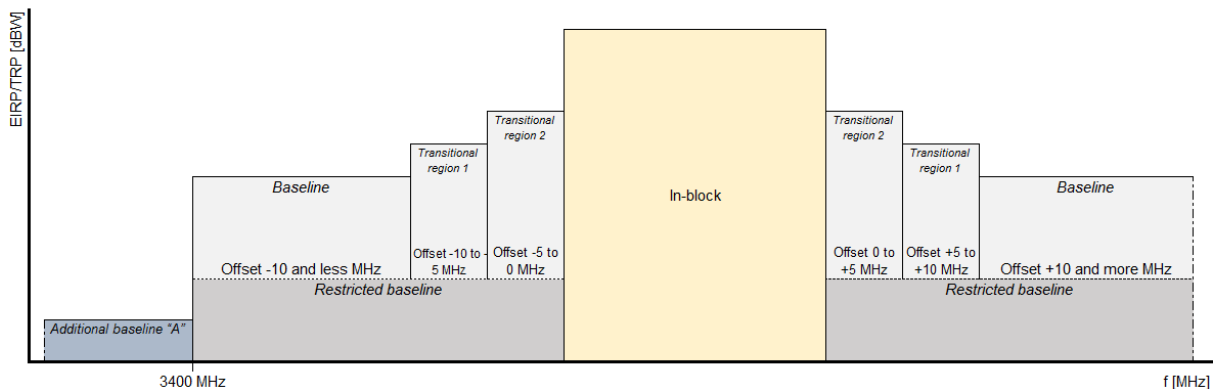 EIRP/TRP [dBW]
Transitional
region 2
Transitional
region 1
Baseline
In-block
Offset -10 and less MHz
Offset -10 to -
5 MHz
Offset -5 to
0 MHz
Restricted baseline
Additional baseline "A"
Transitional
region 2
Transitional
region 1
Baseline
Offset 0 to
+5 MHz
Offset +5 to
+10 MHz
Offset +10 and more MHz
Restricted baseline
3400 MHz
f [MHz]